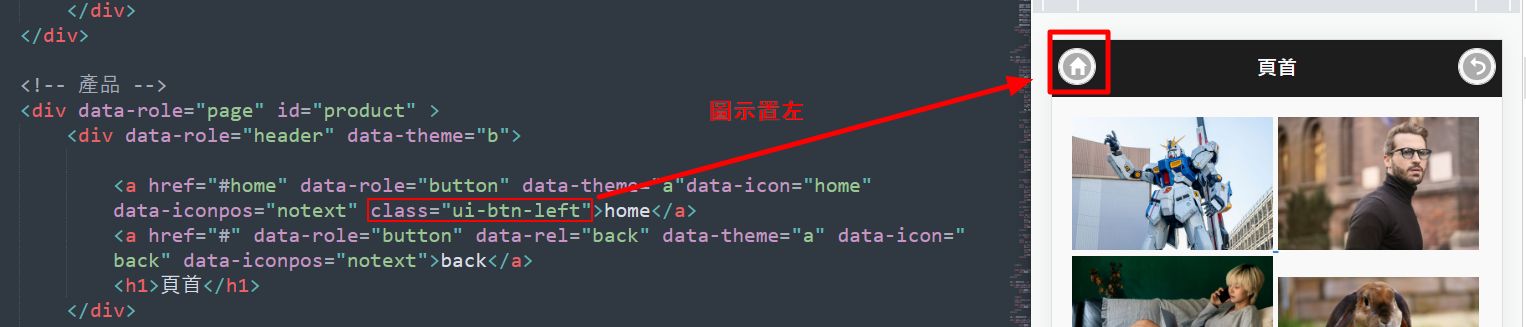 </div>
</div>
<!-- 產品 -->
<div data-role="page" id="product" >
<div data-role="header" data-theme="b">
<a href="#home" data-role="button" data-theme="a"data-icon="home"
data-iconpos="notext" class="ui-btn-left">home</a>
<a href="#" data-role="button" data-rel="back" data-theme="a" data-icon="
back" data-iconpos="notext">back</a>
<h1>頁首</h1>
</div>
圖示置左
頁首